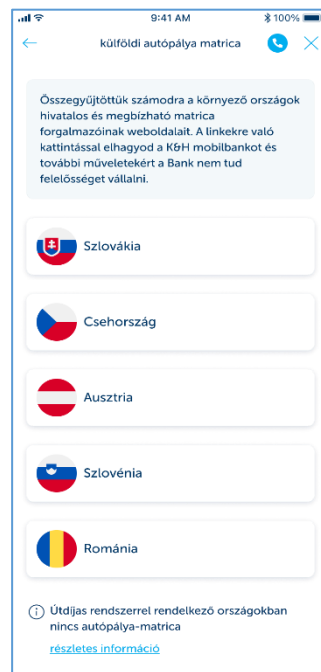 9:41 AM
100%
külföldi autópálya matrica
Összegyűjtöttük számodra a környező országok
hivatalos és megbízható matrica
forgalmazóinak weboldalait. A linkekre való
kattintással elhagyod a K&H mobilbankot és
további műveletekért a Bank nem tud
felelősséget vállalni.
Szlovákia
Csehország
Ausztria
Szlovénia
Románia
Útdíjas rendszerrel rendelkező országokban
nincs autópálya-matrica
részletes információ